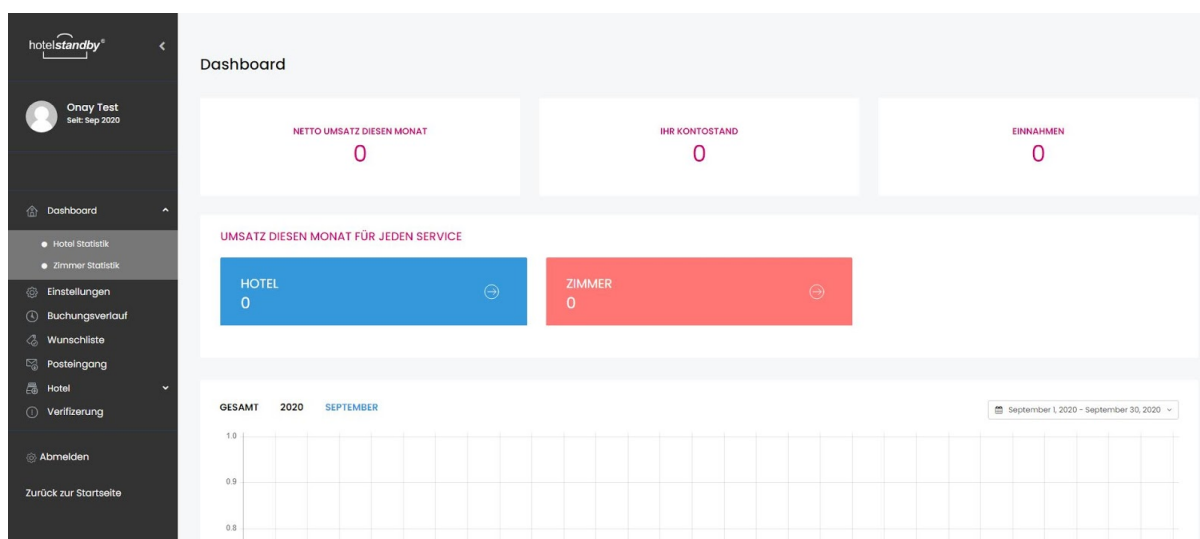 hotelstandby®
Onay Test
Seit: Sep 2020
Dashboard
Hotel Statistik
Zimmer Statistik
Einstellungen
Buchungsverlauf
Wunschliste
Posteingang
Hotel
Verifizerung
Abmelden
Zurück zur Startseite
Dashboard
NETTO UMSATZ DIESEN MONAT
0
IHR KONTOSTAND
0
EINNAHMEN
0
UMSATZ DIESEN MONAT FÜR JEDEN SERVICE
HOTEL
0
ZIMMER
0
GESAMT 2020 SEPTEMBER
September 1, 2020 - September 30, 2020
1.0
0.9
0.8